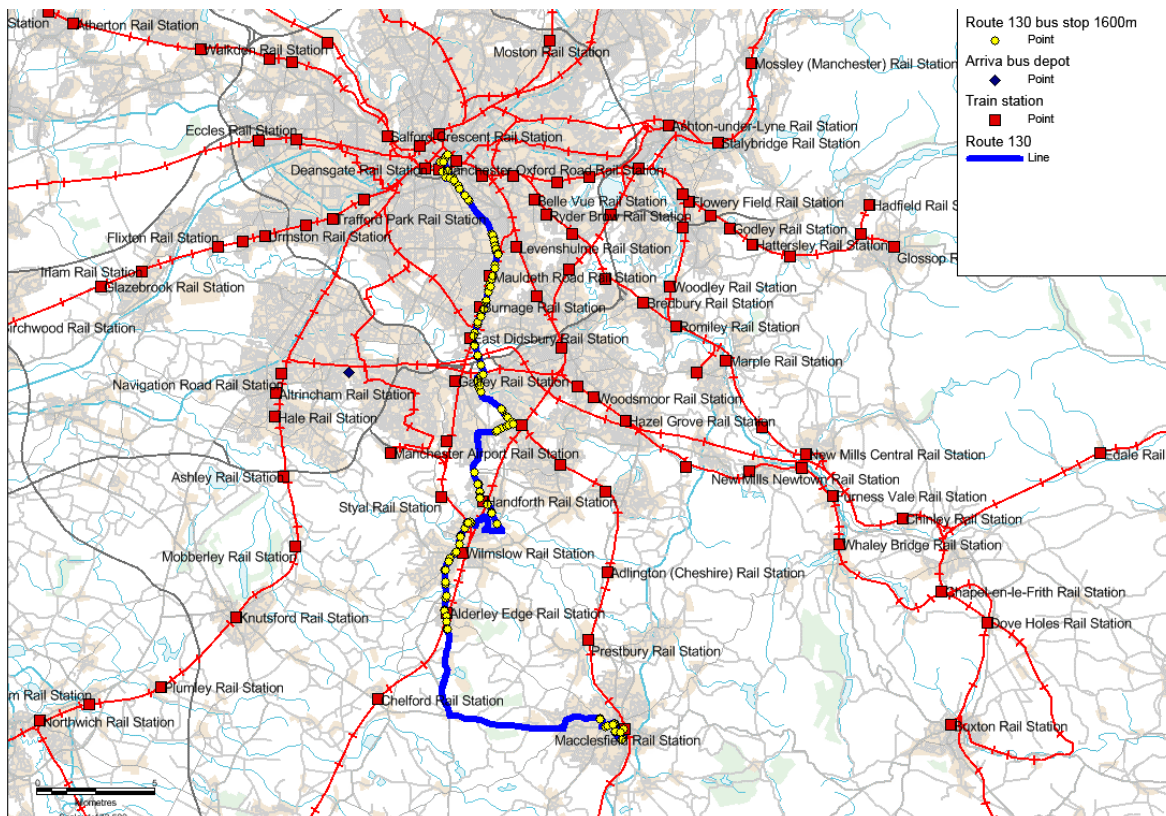 Station
Atherton Rail Station
Walkden Rail Station
Moston Rail Station
Mossley (Manchester) Rail Station
Eccles Rail Station
Salford Crescent Rail Station
Ashton-under-Lyne Rail Station
Stalybridge Rail Station
Deansgate Rail Station
Manchester Oxford Road Rail Station
Belle Vue Rail Station
Flowery Field Rail Station
Hadfield Rail S
Trafford Park Rail Station
Ryder Brow Rail Station
Godley Rail Station
Flixton Rail Station
Urmston Rail Station
Levenshulme Rail Station
Hattersley Rail Station
Glossop R
Irlam Rail Station
Glazebrook Rail Station
Mauldeth Road Rail Station
Woodley Rail Station
Burnage Rail Station
Bredbury Rail Station
Birchwood Rail Station
Romiley Rail Station
East Didsbury Rail Station
Marple Rail Station
Navigation Road Rail Station
Gatley Rail Station
Altrincham Rail Station
Woodsmoor Rail Station
Hale Rail Station
Hazel Grove Rail Station
Manchester Airport Rail Station
New Mills Central Rail Station
Edale Rail
Ashley Rail Station
New Mills Newtown Rail Station
Styal Rail Station
Handforth Rail Station
Furness Vale Rail Station
Chinley Rail Station
Mobberley Rail Station
Wilmslow Rail Station
Whaley Bridge Rail Station
Adlington (Cheshire) Rail Station
Chapel-en-le-Frith Rail Station
Knutsford Rail Station
Alderley Edge Rail Station
Dove Holes Rail Station
Prestbury Rail Station
Plumley Rail Station
m Rail Station
Chelford Rail Station
Northwich Rail Station
Macclesfield Rail Station
Buxton Rail Station
0 5
kilometres
Route 130 bus stop 1600m
Point
Arriva bus depot
Point
Train station
Point
Route 130
Line